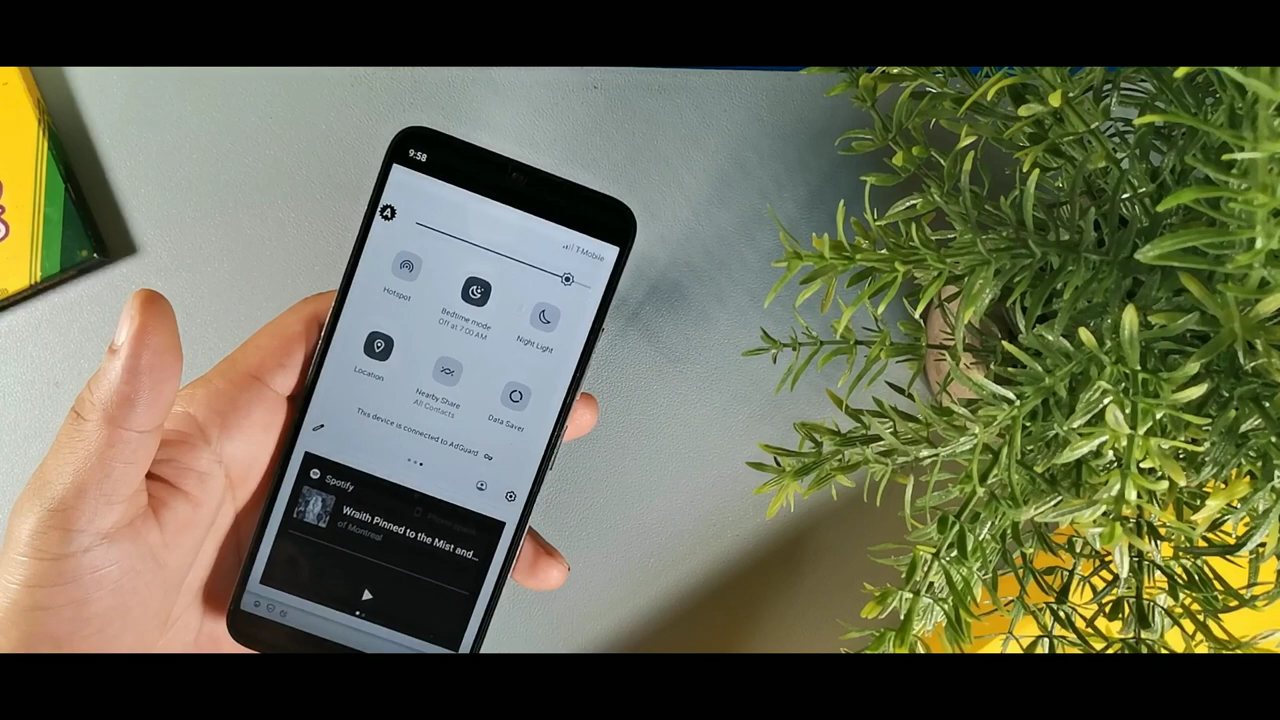 9:58
A
T-Mobile
Hotspot
Bedtime mode
Off at 7:00 AM
Night Light
Location
Nearby Share
All Contacts
Data Saver
This device is connected to AdGuard
Spotify
Wraith Pinned to the Mist and...
of Montreal